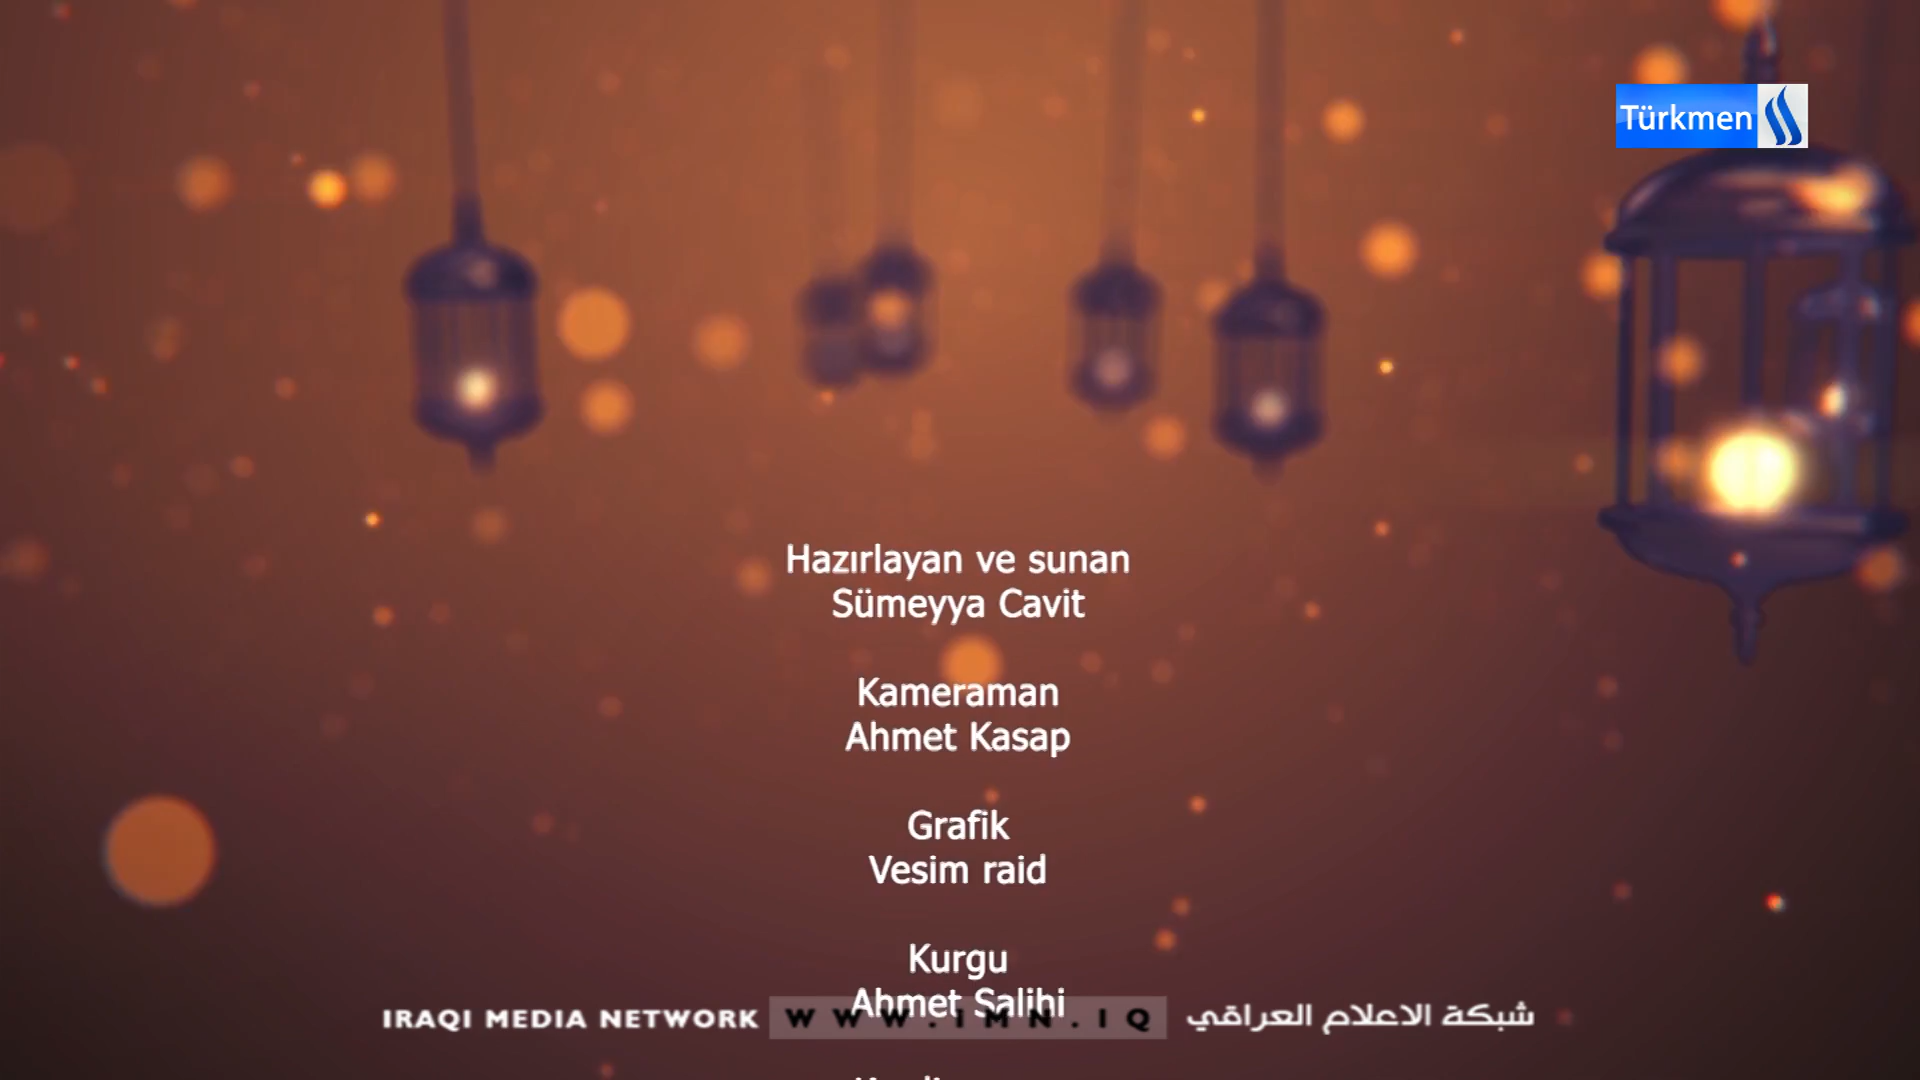 Türkmen
Hazırlayan ve sunan
Sümeyya Cavit
Kameraman
Ahmet Kasap
Grafik
Vesim raid
Kurgu
Ahmet Salihi
IRAQI MEDIA NETWORK WWW.IMN.IQ شبكة الاعلام العراقي